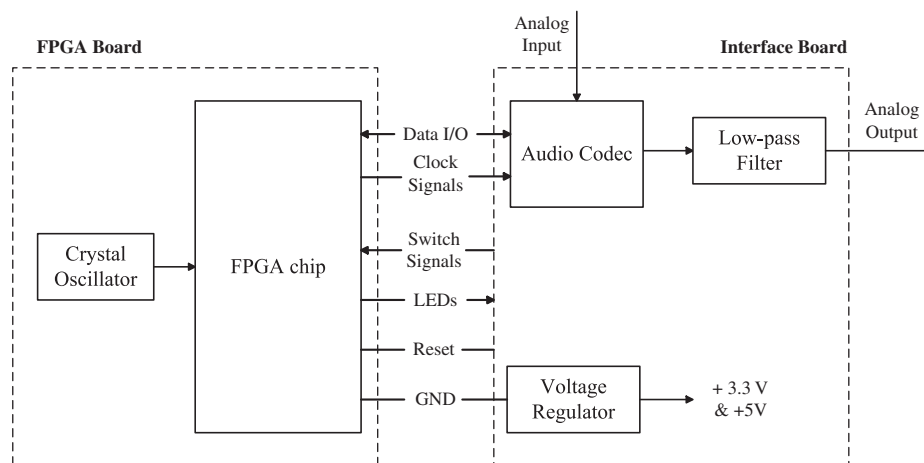 FPGA Board
Analog
Input
Interface Board
Data I/O
Clock
Signals
Audio Codec
Low-pass
Filter
Analog
Output
Crystal
Oscillator
FPGA chip
Switch
Signals
LEDs
Reset
GND
Voltage
Regulator
+ 3.3 V
& +5V